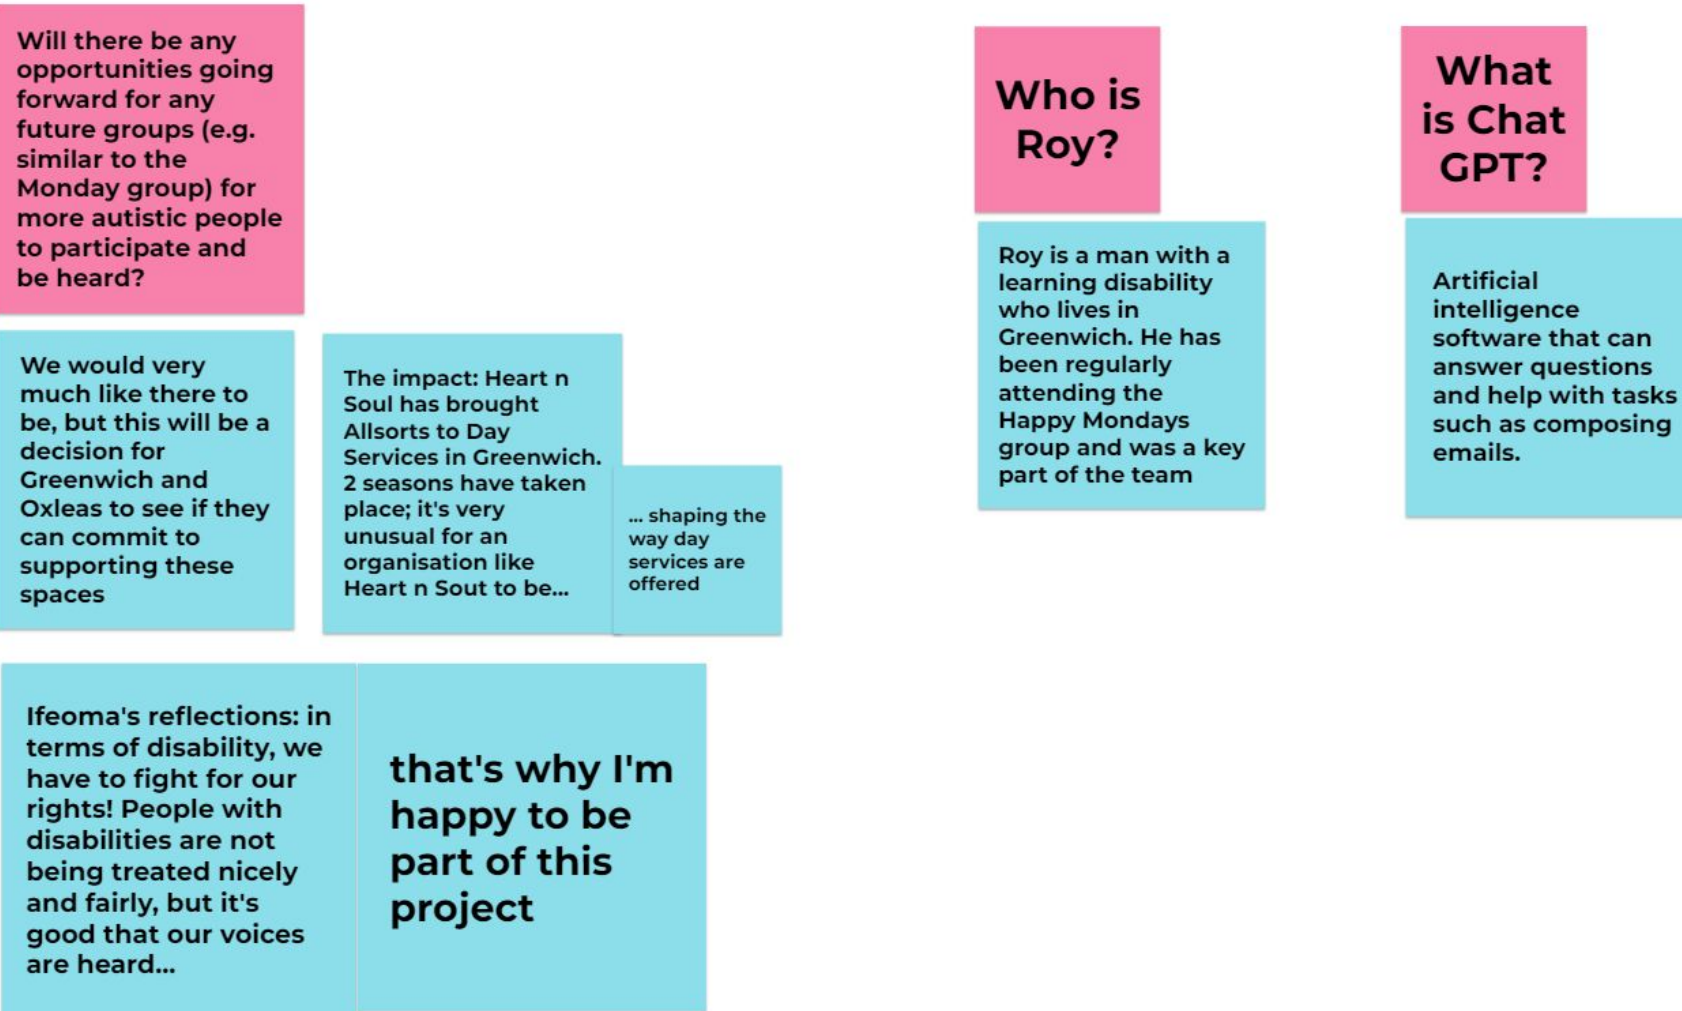 Will there be any
opportunities going
forward for any
future groups (e.g.
similar to the
Monday group) for
more autistic people
to participate and
be heard?
We would very
much like there to
be, but this will be a
decision for
Greenwich and
Oxleas to see if they
can commit to
supporting these
spaces
The impact: Heart n
Soul has brought
Allsorts to Day
Services in Greenwich.
2 seasons have taken
place; it's very
unusual for an
organisation like
Heart n Sout to be...
... shaping the
way day
services are
offered
Ifeoma's reflections: in
terms of disability, we
have to fight for our
rights! People with
disabilities are not
being treated nicely
and fairly, but it's
good that our voices
are heard...
that's why I'm
happy to be
part of this
project
Who is
Roy?
Roy is a man with a
learning disability
who lives in
Greenwich. He has
been regularly
attending the
Happy Mondays
group and was a key
part of the team
What
is Chat
GPT?
Artificial
intelligence
software that can
answer questions
and help with tasks
such as composing
emails.